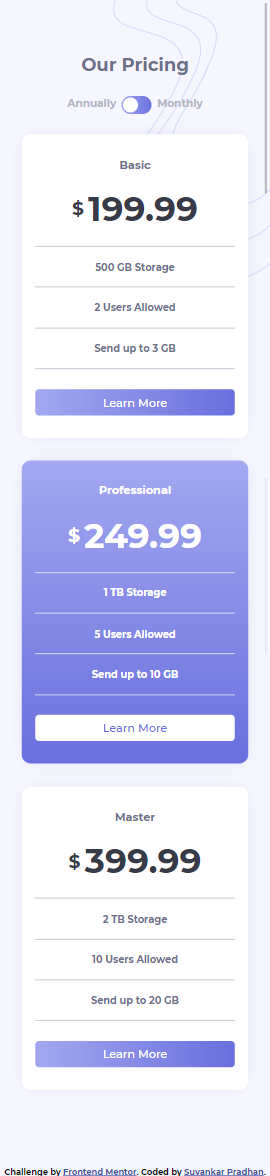 Our Pricing
Annually Monthly
Basic
$ 199.99
500 GB Storage
2 Users Allowed
Send up to 3 GB
Learn More
Professional
$ 249.99
1 TB Storage
5 Users Allowed
Send up to 10 GB
Learn More
Master
$ 399.99
2 TB Storage
10 Users Allowed
Send up to 20 GB
Learn More
Challenge by Frontend Mentor. Coded by Suvankar Pradhan.